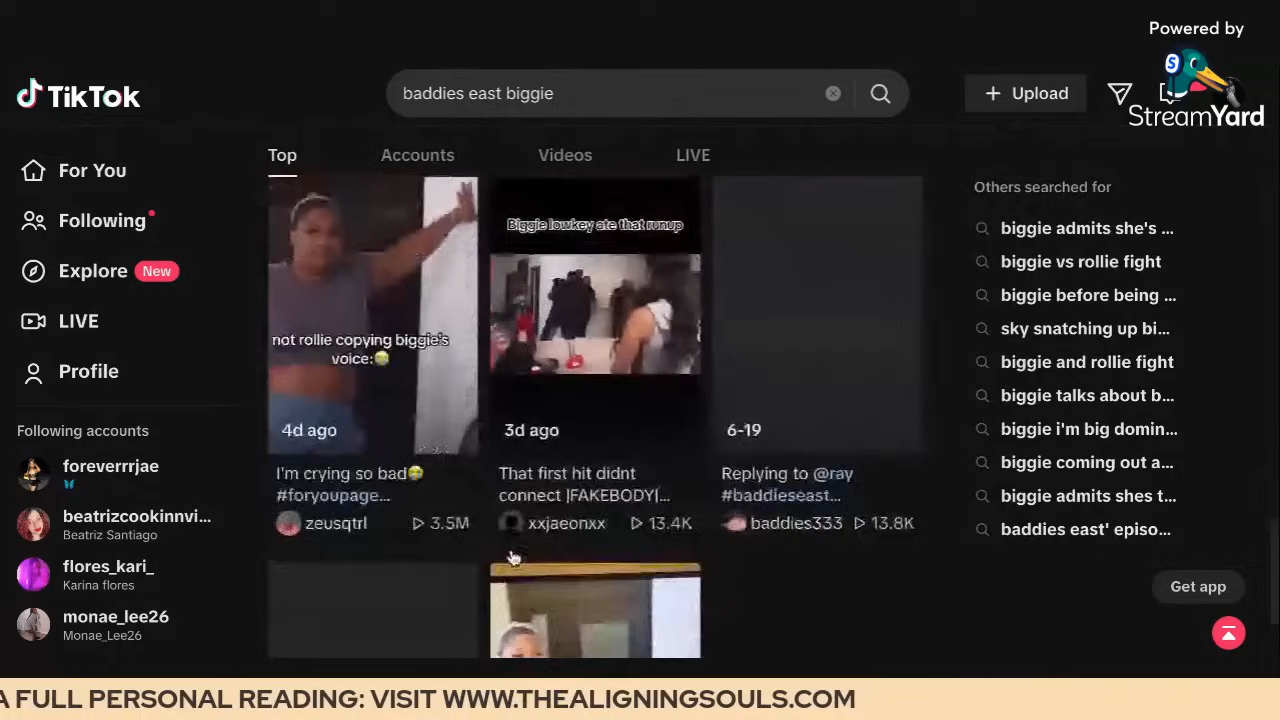 Powered by
StreamYard
TikTok
baddies east biggie
Upload
For You
Following
Explore New
LIVE
Profile
Following accounts
foreverrrjae
beatrizcookinnvi...
Beatriz Santiago
flores_kari_
Karina flores
monae_lee26
Monae_Lee26
Top Accounts Videos LIVE
not rollie copying biggie's
voice:😭
4d ago
I'm crying so bad😭
#foryoupage...
zeusqtrl 3.5M
Biggie lowkey ate that runup
3d ago
That first hit didnt
connect |FAKEBODY(...
xxjaeonxx 13.4K
6-19
Replying to @ray
#baddieseast...
baddies333 13.8K
Others searched for
biggie admits she's ...
biggie vs rollie fight
biggie before being ...
sky snatching up bi...
biggie and rollie fight
biggie talks about b...
biggie i'm big domin...
biggie coming out a...
biggie admits shes t...
baddies east' episo...
Get app
A FULL PERSONAL READING: VISIT WWW.THEALIGNINGSOULS.COM